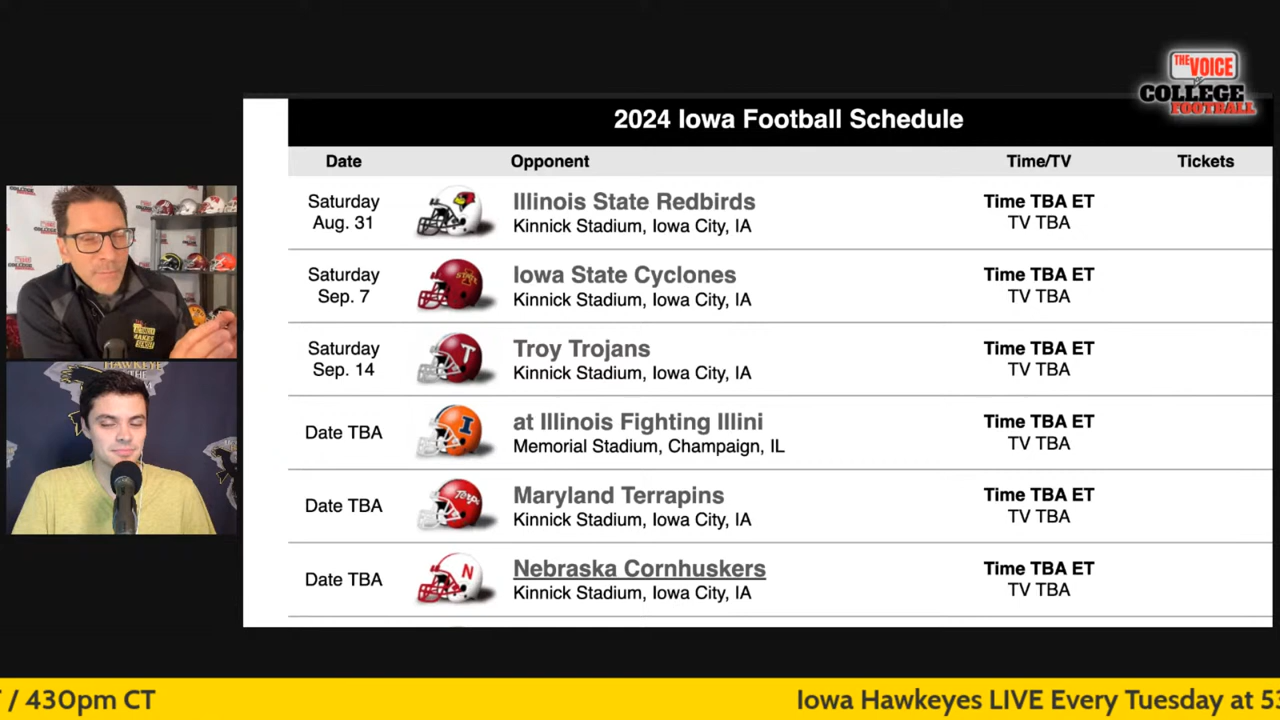 THE VOICE
of
COLLEGE
FOOTBALL
2024 Iowa Football Schedule
Date Opponent Time/TV Tickets
Saturday
Aug. 31
Illinois State Redbirds
Kinnick Stadium, Iowa City, IA
Time TBA ET
TV TBA
Saturday
Sep. 7
Iowa State Cyclones
Kinnick Stadium, Iowa City, IA
Time TBA ET
TV TBA
Saturday
Sep. 14
T
Troy Trojans
Kinnick Stadium, Iowa City, IA
Time TBA ET
TV TBA
Date TBA
I
at Illinois Fighting Illini
Memorial Stadium, Champaign, IL
Time TBA ET
TV TBA
Date TBA
Terps
Maryland Terrapins
Kinnick Stadium, Iowa City, IA
Time TBA ET
TV TBA
Date TBA
N
Nebraska Cornhuskers
Kinnick Stadium, Iowa City, IA
Time TBA ET
TV TBA
HAWKEYE
/ 430pm CT
Iowa Hawkeyes LIVE Every Tuesday at 53